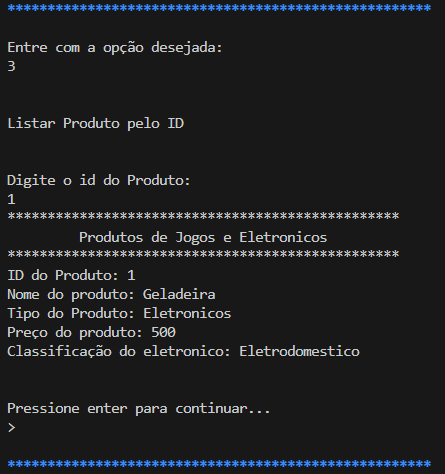 *****************************************************
Entre com a opção desejada:
3
Listar Produto pelo ID
Digite o id do Produto:
1
*************************************************
Produtos de Jogos e Eletronicos
*************************************************
ID do Produto: 1
Nome do produto: Geladeira
Tipo do Produto: Eletronicos
Preço do produto: 500
Classificação do eletronico: Eletrodomestico
Pressione enter para continuar...
>
*****************************************************